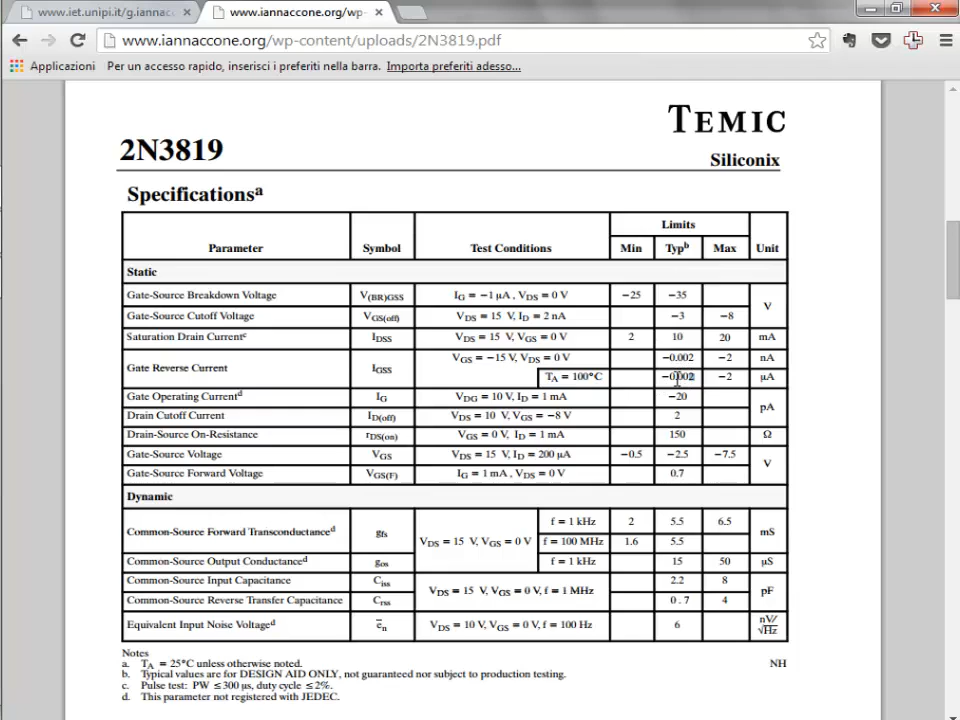 www.iet.unipi.it/g.iannac
www.iannaccone.org/wp-
www.iannaccone.org/wp-content/uploads/2N3819.pdf
Applicazioni Per un accesso rapido, inserisci i preferiti nella barra. Importa preferiti adesso...
TEMIC
2N3819
Siliconix
Specificationsa
Limits
Parameter Symbol Test Conditions Min Typb Max Unit
Static
Gate-Source Breakdown Voltage V(BR)GSS IG = −1 µA , VDS = 0 V −25 −35 V
Gate-Source Cutoff Voltage VGS(off) VDS = 15 V, ID = 2 nA −3 −8
Saturation Drain Currentc IDSS VDS = 15 V, VGS = 0 V 2 10 20 mA
Gate Reverse Current IGSS VGS = −15 V, VDS = 0 V −0.002 −2 nA
TA = 100°C −0.002 −2 µA
Gate Operating Currentd IG VDG = 10 V, ID = 1 mA −20 pA
Drain Cutoff Current ID(off) VDS = 10 V, VGS = −8 V 2
Drain-Source On-Resistance rDS(on) VGS = 0 V, ID = 1 mA 150 Ω
Gate-Source Voltage VGS VDS = 15 V, ID = 200 µA −0.5 −2.5 −7.5 V
Gate-Source Forward Voltage VGS(F) IG = 1 mA , VDS = 0 V 0.7
Dynamic
Common-Source Forward Transconductanced gfs VDS = 15 V, VGS = 0 V f = 1 kHz 2 5.5 6.5 mS
f = 100 MHz 1.6 5.5
Common-Source Output Conductanced gos f = 1 kHz 15 50 µS
Common-Source Input Capacitance Ciss VDS = 15 V, VGS = 0 V, f = 1 MHz 2.2 8 pF
Common-Source Reverse Transfer Capacitance Crss 0.7 4
Equivalent Input Noise Voltaged en VDS = 10 V, VGS = 0 V, f = 100 Hz 6 nV/√Hz
Notes
a. TA = 25°C unless otherwise noted. NH
b. Typical values are for DESIGN AID ONLY, not guaranteed nor subject to production testing.
c. Pulse test: PW ≤ 300 µs, duty cycle ≤ 2%.
d. This parameter not registered with JEDEC.